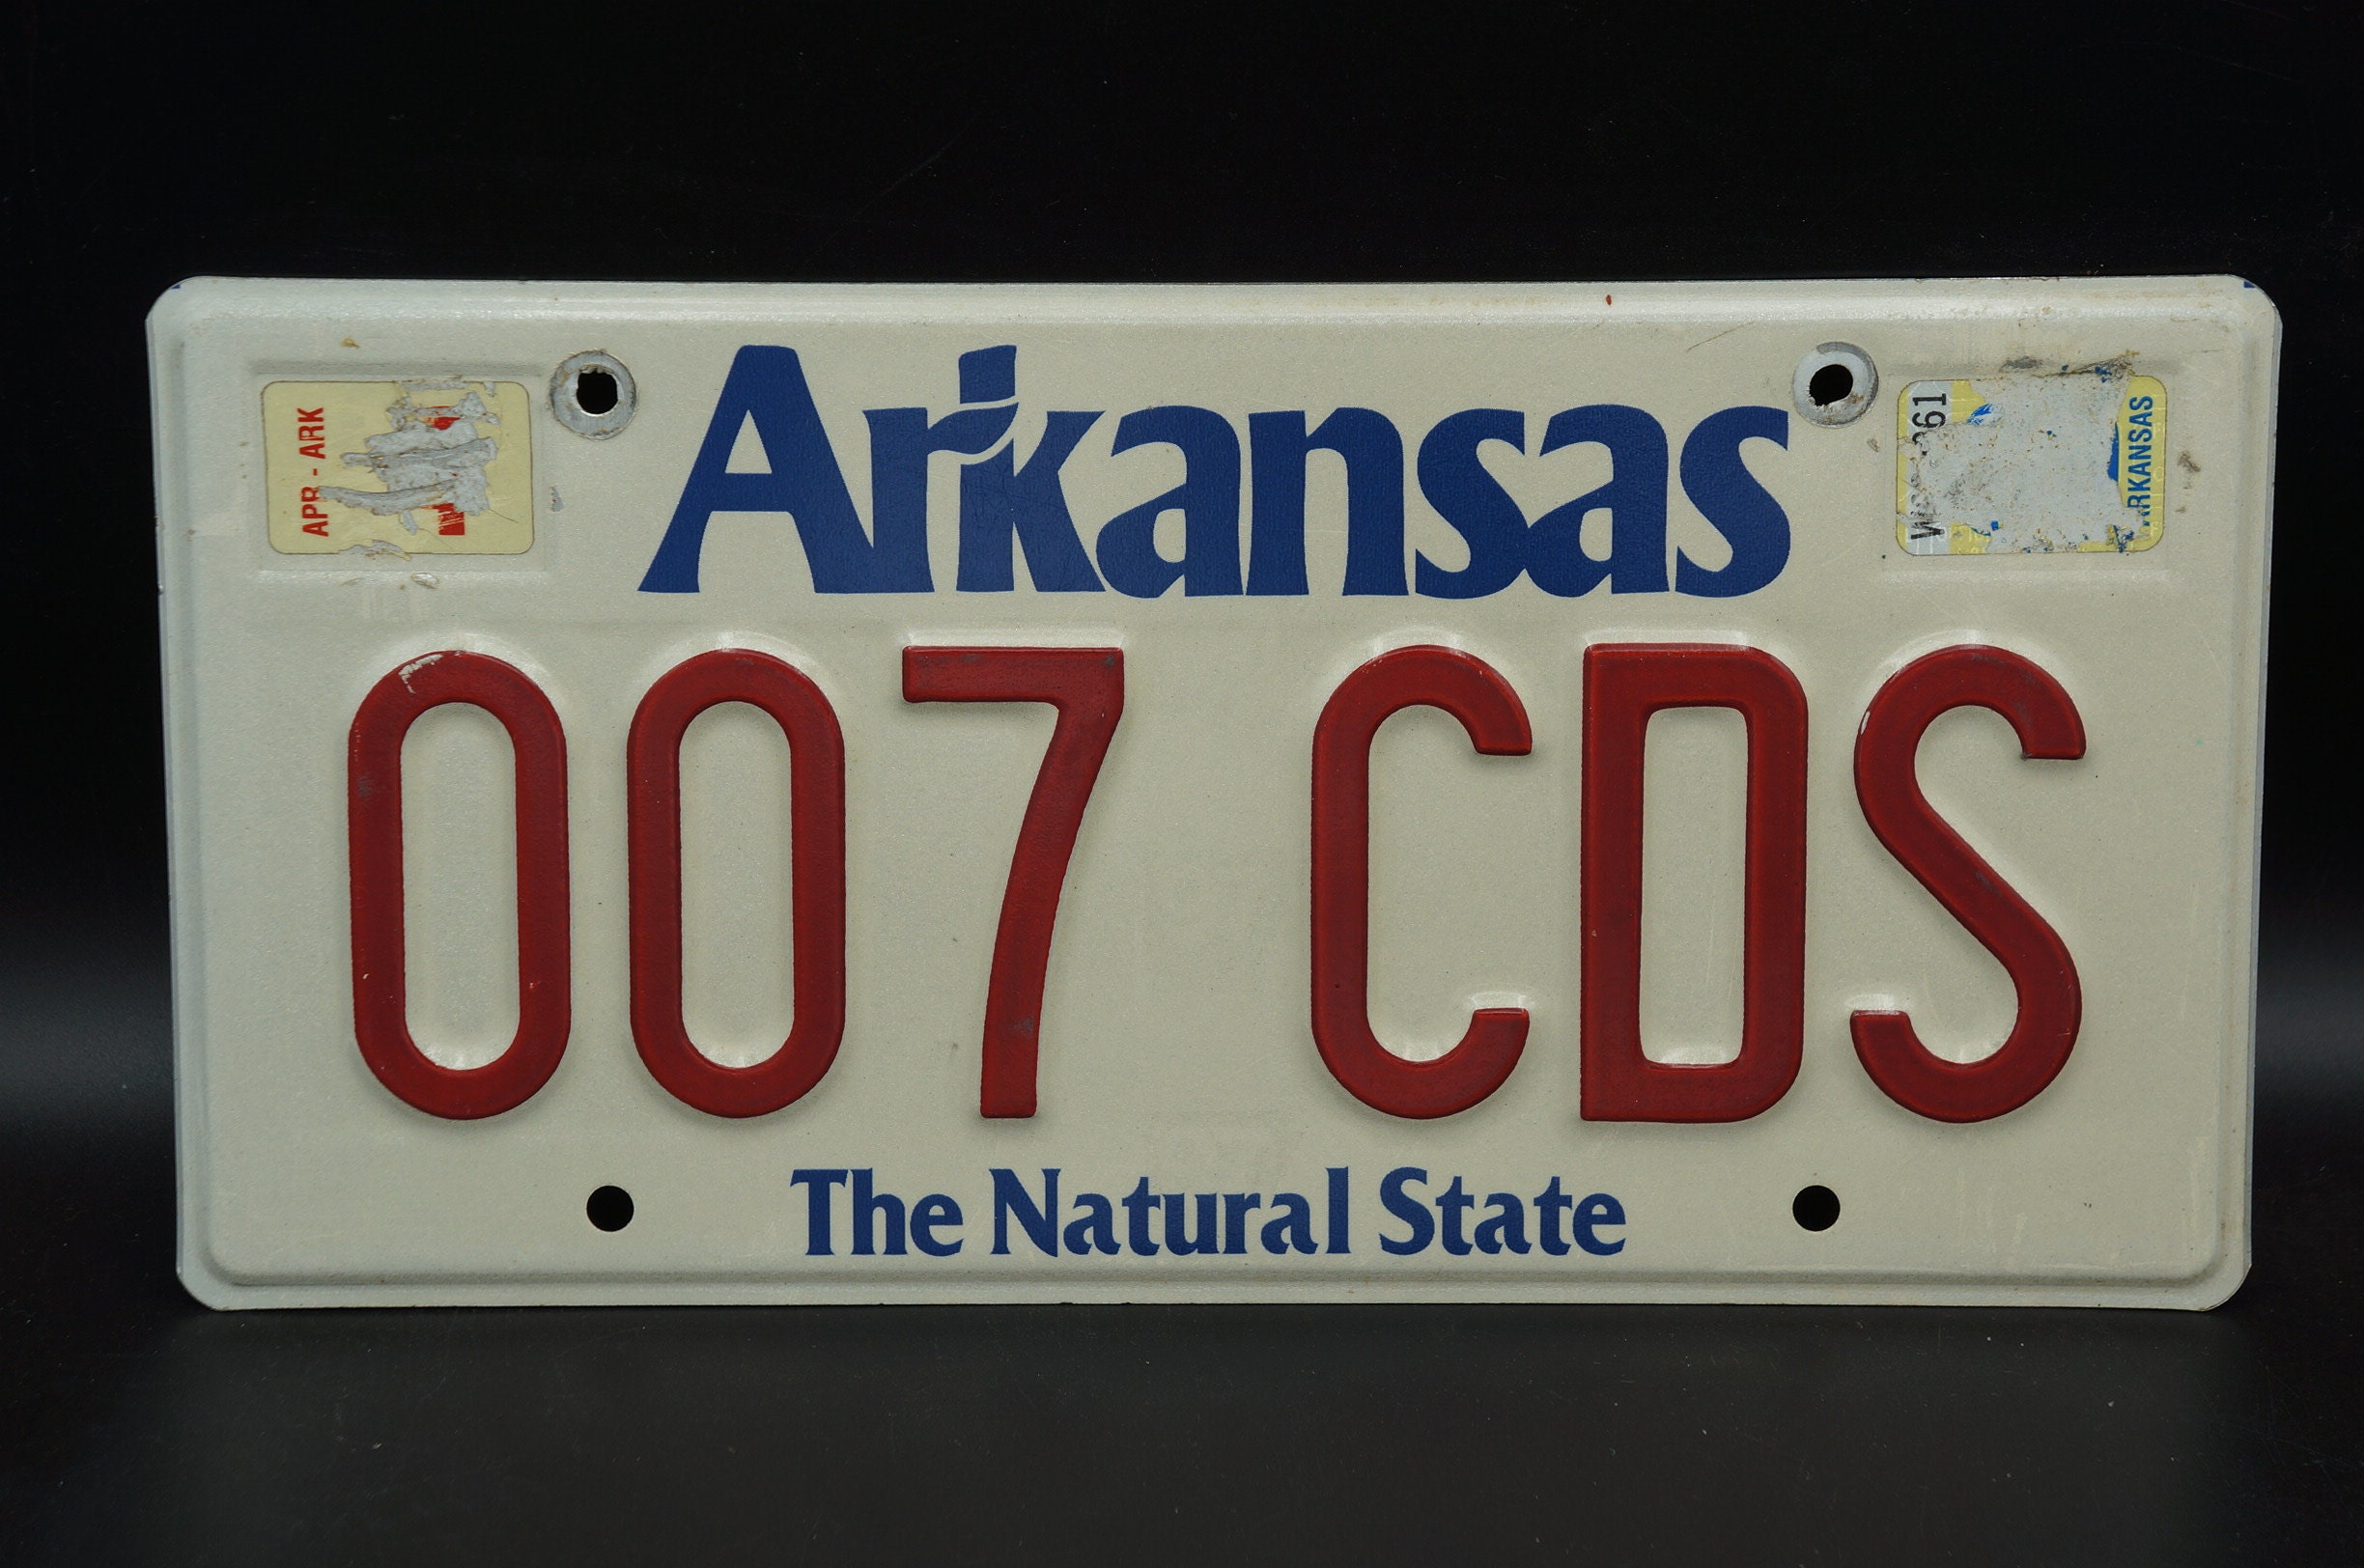 APR - ARK
Arkansas
ARKANSAS
007 CDS
The Natural State